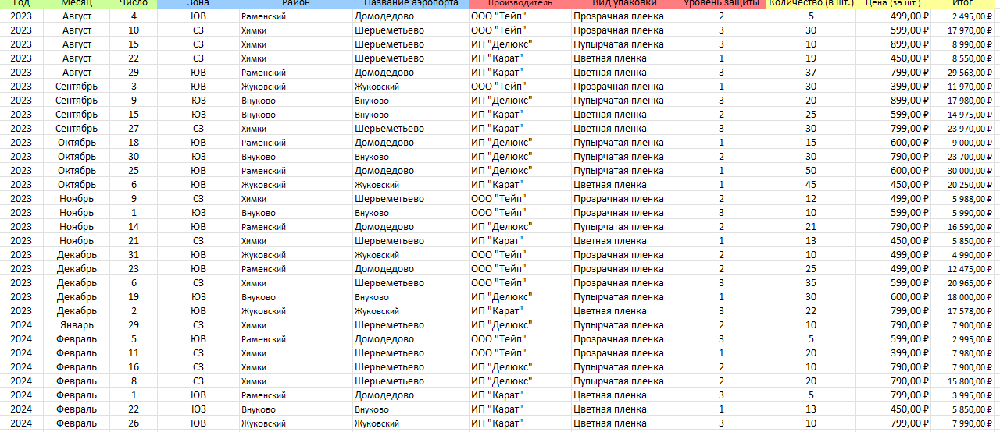 Год Месяц Число Зона Район Название аэропорта Производитель Вид упаковки Уровень защиты Количество (в шт.) Цена (за шт.) Итог
2023 Август 4 ЮВ Раменский Домодедово ООО "Тейп" Прозрачная пленка 2 5 499,00 ₽ 2 495,00 ₽
2023 Август 10 СЗ Химки Шерьеметьево ООО "Тейп" Прозрачная пленка 3 30 599,00 ₽ 17 970,00 ₽
2023 Август 15 СЗ Химки Шерьеметьево ИП "Делюкс" Пупырчатая пленка 3 10 899,00 ₽ 8 990,00 ₽
2023 Август 22 СЗ Химки Шерьеметьево ИП "Карат" Цветная пленка 1 19 450,00 ₽ 8 550,00 ₽
2023 Август 29 ЮВ Раменский Домодедово ИП "Карат" Цветная пленка 3 37 799,00 ₽ 29 563,00 ₽
2023 Сентябрь 3 ЮВ Жуковский Жуковский ООО "Тейп" Прозрачная пленка 1 30 399,00 ₽ 11 970,00 ₽
2023 Сентябрь 9 ЮЗ Внуково Внуково ИП "Делюкс" Пупырчатая пленка 3 20 899,00 ₽ 17 980,00 ₽
2023 Сентябрь 15 ЮЗ Внуково Внуково ИП "Карат" Цветная пленка 2 25 599,00 ₽ 14 975,00 ₽
2023 Сентябрь 27 СЗ Химки Шерьеметьево ИП "Карат" Цветная пленка 3 30 799,00 ₽ 23 970,00 ₽
2023 Октябрь 18 ЮВ Раменский Домодедово ИП "Делюкс" Пупырчатая пленка 1 15 600,00 ₽ 9 000,00 ₽
2023 Октябрь 30 ЮЗ Внуково Внуково ИП "Делюкс" Пупырчатая пленка 2 30 790,00 ₽ 23 700,00 ₽
2023 Октябрь 25 ЮВ Раменский Домодедово ИП "Делюкс" Пупырчатая пленка 1 50 600,00 ₽ 30 000,00 ₽
2023 Октябрь 6 ЮВ Жуковский Жуковский ИП "Карат" Цветная пленка 1 45 450,00 ₽ 20 250,00 ₽
2023 Ноябрь 9 СЗ Химки Шерьеметьево ООО "Тейп" Прозрачная пленка 2 12 499,00 ₽ 5 988,00 ₽
2023 Ноябрь 1 ЮЗ Внуково Внуково ООО "Тейп" Прозрачная пленка 3 10 599,00 ₽ 5 990,00 ₽
2023 Ноябрь 14 ЮВ Раменский Домодедово ИП "Делюкс" Пупырчатая пленка 2 21 790,00 ₽ 16 590,00 ₽
2023 Ноябрь 21 СЗ Химки Шерьеметьево ИП "Карат" Цветная пленка 1 13 450,00 ₽ 5 850,00 ₽
2023 Декабрь 31 ЮВ Жуковский Жуковский ООО "Тейп" Прозрачная пленка 2 10 499,00 ₽ 4 990,00 ₽
2023 Декабрь 23 ЮВ Раменский Домодедово ООО "Тейп" Прозрачная пленка 2 25 499,00 ₽ 12 475,00 ₽
2023 Декабрь 6 СЗ Химки Шерьеметьево ООО "Тейп" Прозрачная пленка 3 35 599,00 ₽ 20 965,00 ₽
2023 Декабрь 19 ЮЗ Внуково Внуково ИП "Делюкс" Пупырчатая пленка 1 30 600,00 ₽ 18 000,00 ₽
2023 Декабрь 2 ЮВ Жуковский Жуковский ИП "Карат" Цветная пленка 3 22 799,00 ₽ 17 578,00 ₽
2024 Январь 29 СЗ Химки Шерьеметьево ИП "Делюкс" Пупырчатая пленка 2 10 790,00 ₽ 7 900,00 ₽
2024 Февраль 5 ЮВ Раменский Домодедово ООО "Тейп" Прозрачная пленка 3 5 599,00 ₽ 2 995,00 ₽
2024 Февраль 11 СЗ Химки Шерьеметьево ООО "Тейп" Прозрачная пленка 1 20 399,00 ₽ 7 980,00 ₽
2024 Февраль 16 СЗ Химки Шерьеметьево ИП "Делюкс" Пупырчатая пленка 2 10 790,00 ₽ 7 900,00 ₽
2024 Февраль 8 СЗ Химки Шерьеметьево ИП "Делюкс" Пупырчатая пленка 2 20 790,00 ₽ 15 800,00 ₽
2024 Февраль 1 ЮВ Раменский Домодедово ИП "Карат" Цветная пленка 3 5 799,00 ₽ 3 995,00 ₽
2024 Февраль 22 ЮЗ Внуково Внуково ИП "Карат" Цветная пленка 1 13 450,00 ₽ 5 850,00 ₽
2024 Февраль 26 ЮВ Жуковский Жуковский ИП "Карат" Цветная пленка 3 10 799,00 ₽ 7 990,00 ₽